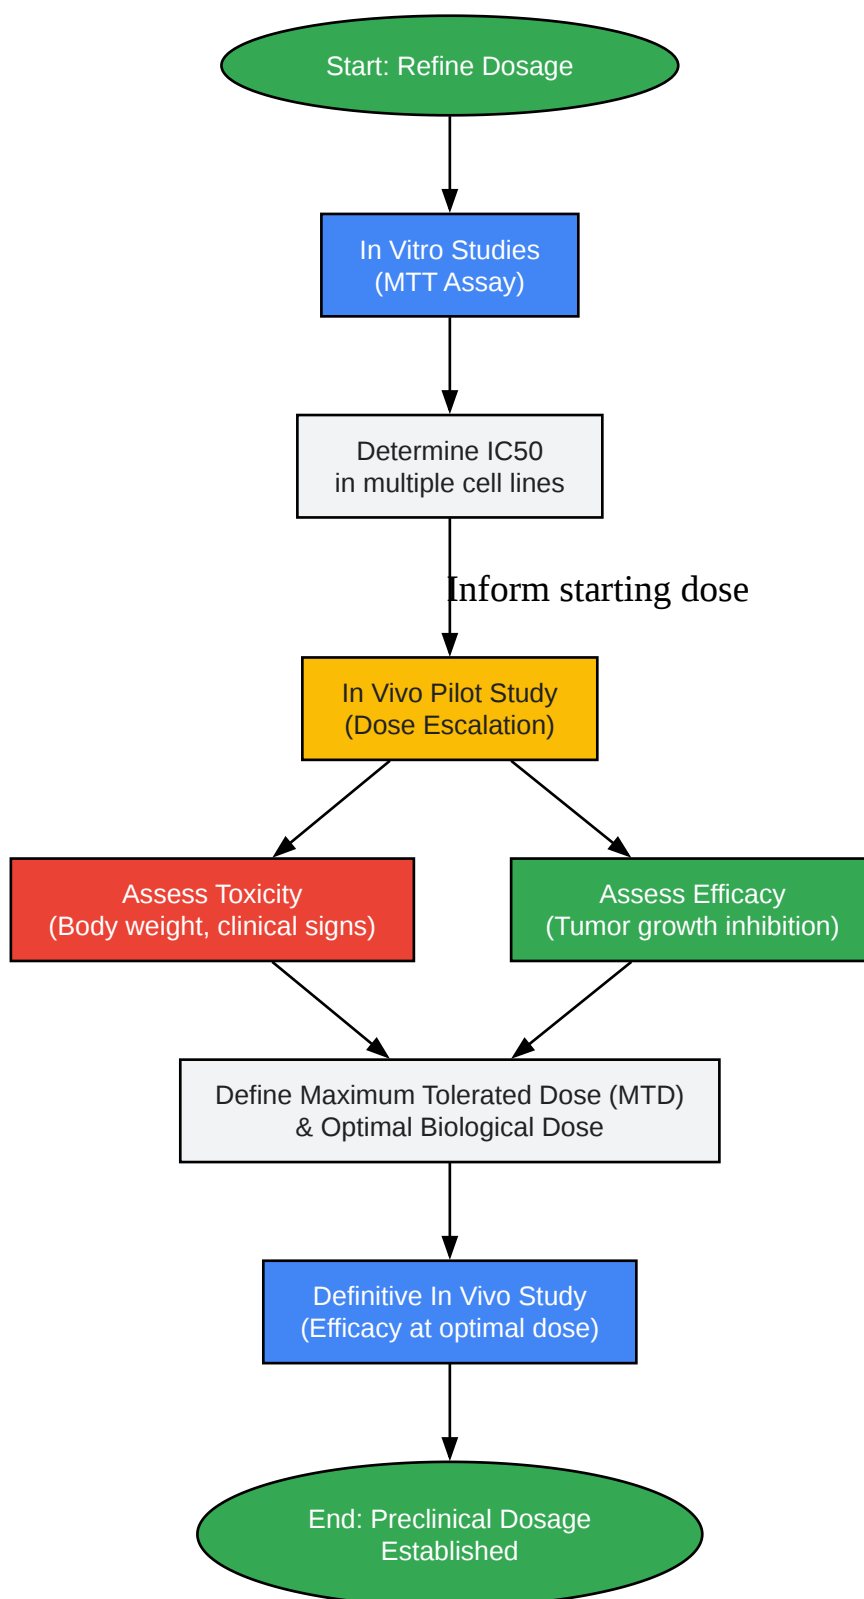 Start: Refine Dosage
In Vitro Studies
(MTT Assay)
Determine IC50
in multiple cell lines
Inform starting dose
In Vivo Pilot Study
(Dose Escalation)
Assess Toxicity
(Body weight, clinical signs)
Assess Efficacy
(Tumor growth inhibition)
Define Maximum Tolerated Dose (MTD)
& Optimal Biological Dose
Definitive In Vivo Study
(Efficacy at optimal dose)
End: Preclinical Dosage
Established